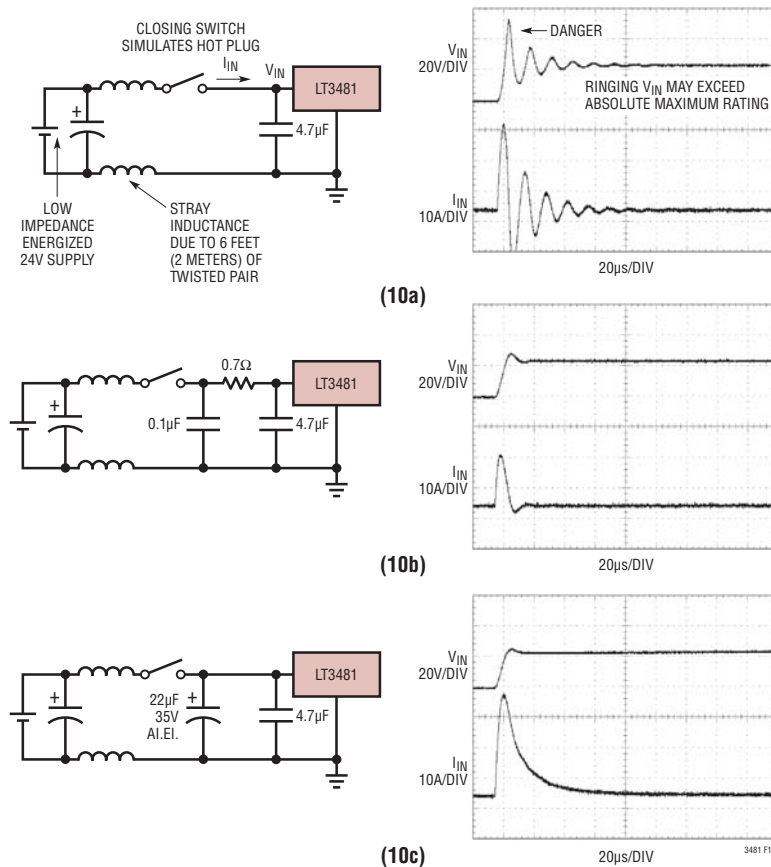 CLOSING SWITCH
SIMULATES HOT PLUG
I_IN
V_IN
LT3481
+
4.7µF
LOW
IMPEDANCE
ENERGIZED
24V SUPPLY
STRAY
INDUCTANCE
DUE TO 6 FEET
(2 METERS) OF
TWISTED PAIR
DANGER
V_IN
20V/DIV
RINGING V_IN MAY EXCEED
ABSOLUTE MAXIMUM RATING
I_IN
10A/DIV
20µs/DIV
(10a)
0.7Ω
LT3481
+
0.1µF
4.7µF
V_IN
20V/DIV
I_IN
10A/DIV
20µs/DIV
(10b)
LT3481
+
+
22µF
35V
AI.EI.
4.7µF
V_IN
20V/DIV
I_IN
10A/DIV
20µs/DIV
(10c)
3481 F1